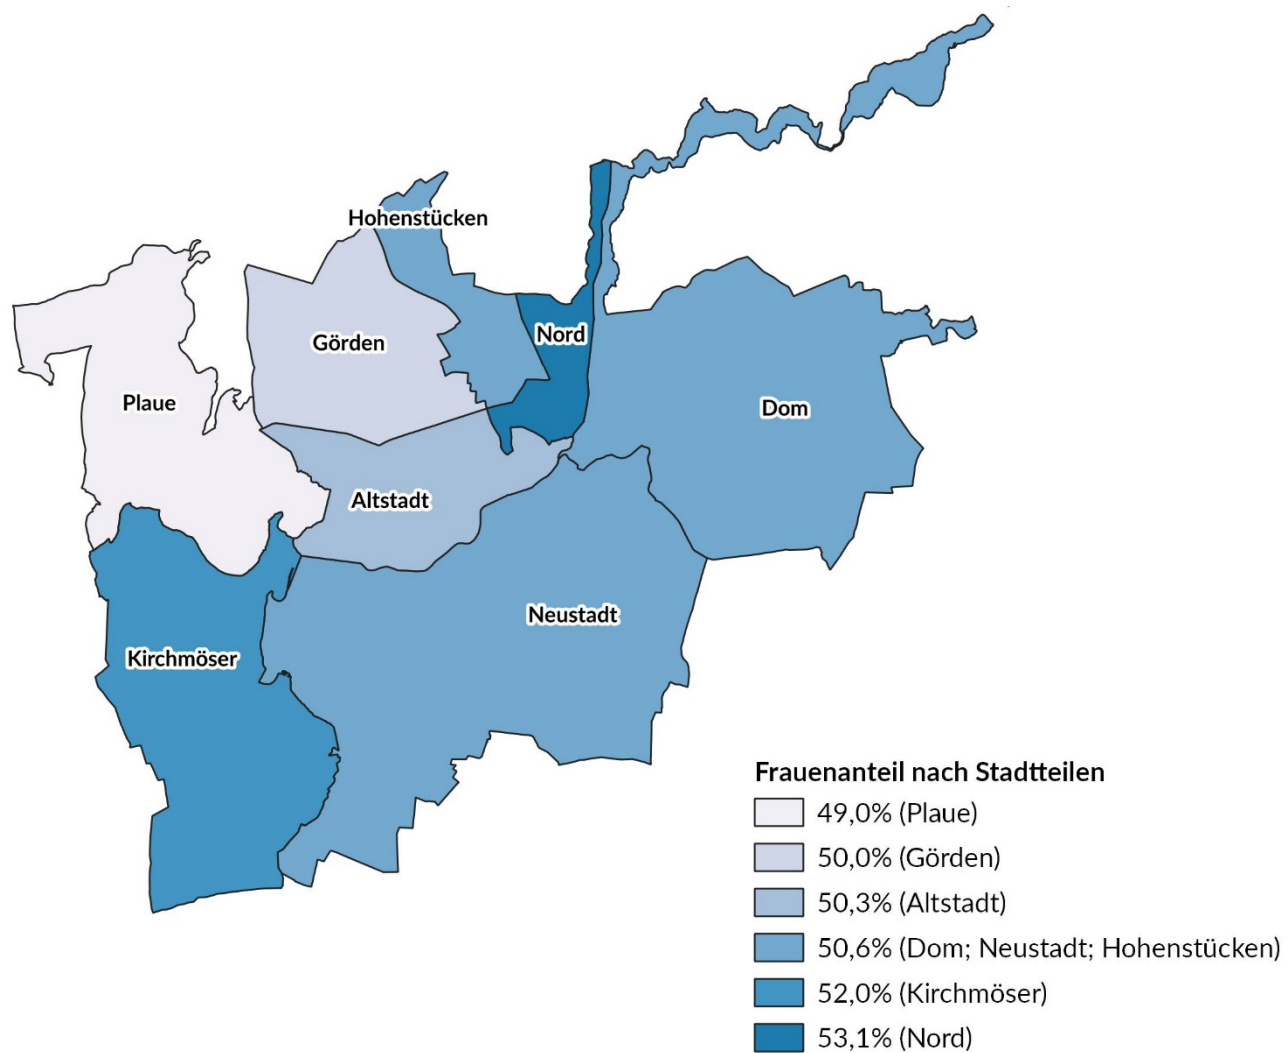 Hohenstücken
Nord
Görden
Plaue
Dom
Altstadt
Neustadt
Kirchmöser
Frauenanteil nach Stadtteilen
49,0% (Plaue)
50,0% (Görden)
50,3% (Altstadt)
50,6% (Dom; Neustadt; Hohenstücken)
52,0% (Kirchmöser)
53,1% (Nord)